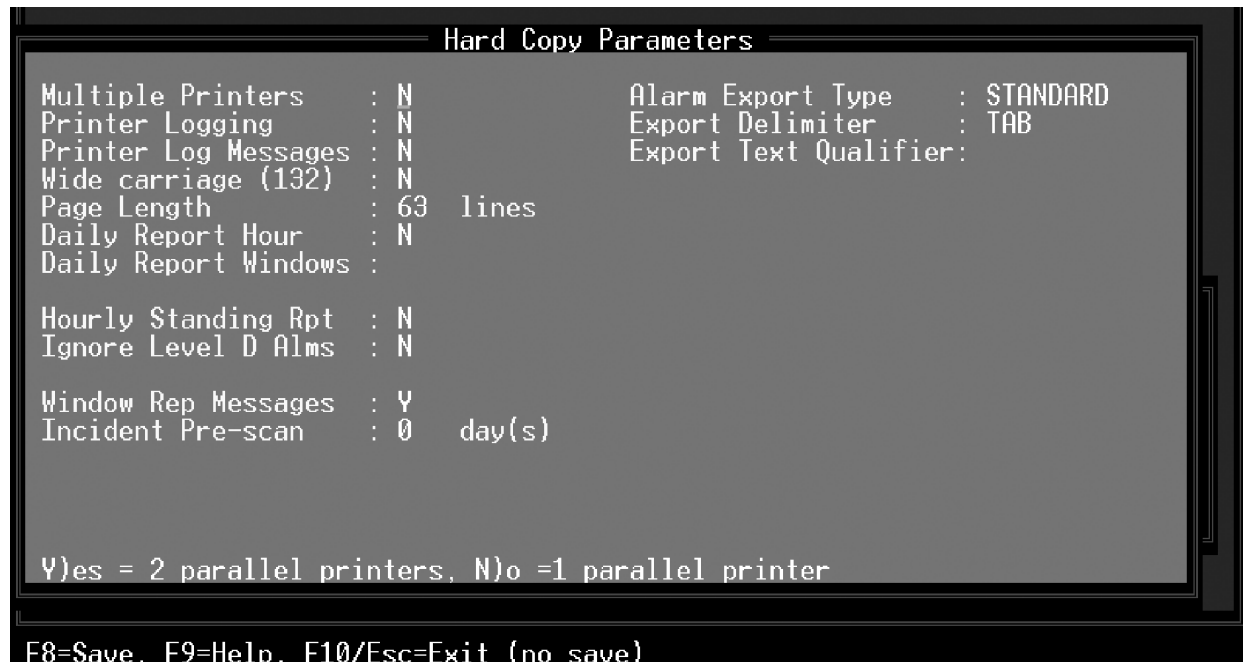 Hard Copy Parameters
Multiple Printers : N Alarm Export Type : STANDARD
Printer Logging : N Export Delimiter : TAB
Printer Log Messages : N Export Text Qualifier:
Wide carriage (132) : N
Page Length : 63 lines
Daily Report Hour : N
Daily Report Windows :
Hourly Standing Rpt : N
Ignore Level D Alms : N
Window Rep Messages : Y
Incident Pre-scan : 0 day(s)
Y)es = 2 parallel printers, N)o =1 parallel printer
F8=Save, F9=Help, F10/Esc=Exit (no save)